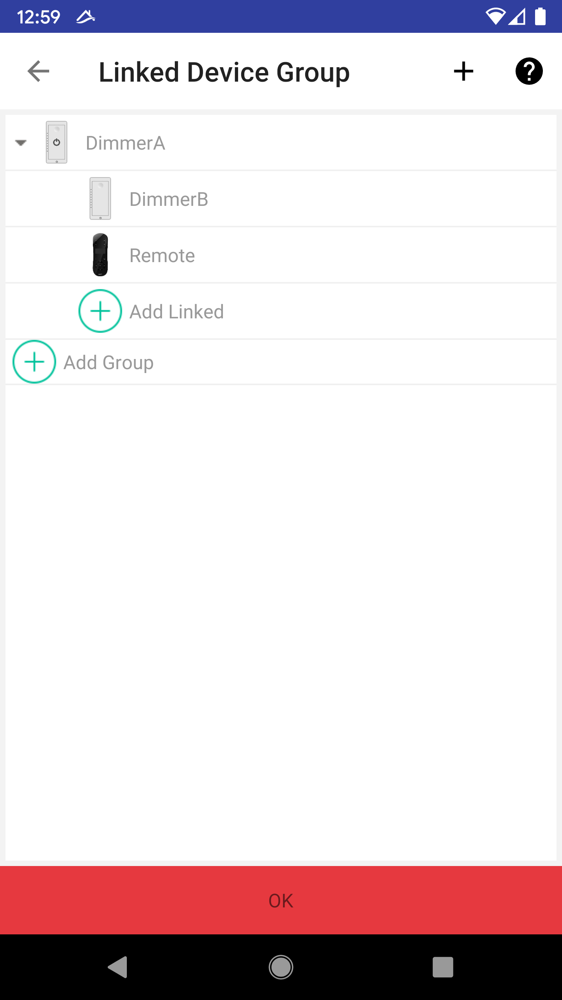 12:59
Linked Device Group
DimmerA
DimmerB
Remote
Add Linked
Add Group
OK